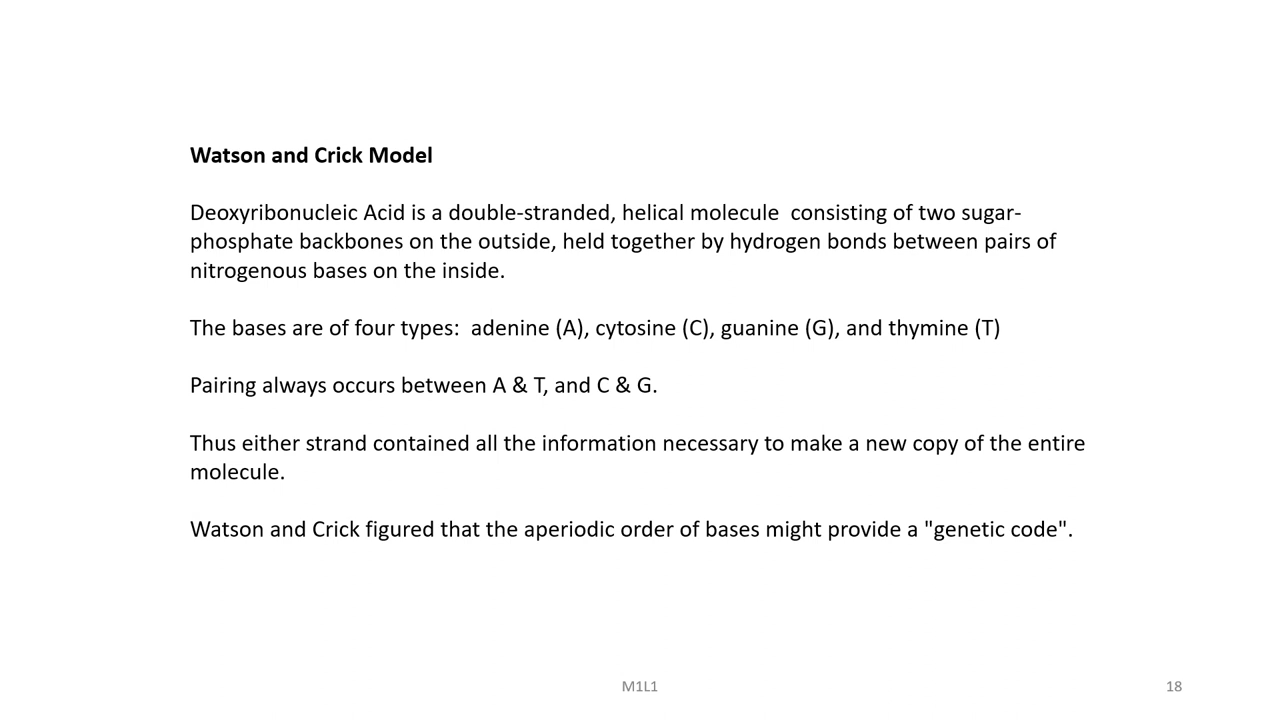 Watson and Crick Model
Deoxyribonucleic Acid is a double-stranded, helical molecule  consisting of two sugar-
phosphate backbones on the outside, held together by hydrogen bonds between pairs of
nitrogenous bases on the inside.
The bases are of four types:  adenine (A), cytosine (C), guanine (G), and thymine (T)
Pairing always occurs between A & T, and C & G.
Thus either strand contained all the information necessary to make a new copy of the entire
molecule.
Watson and Crick figured that the aperiodic order of bases might provide a "genetic code".
M1L1
18